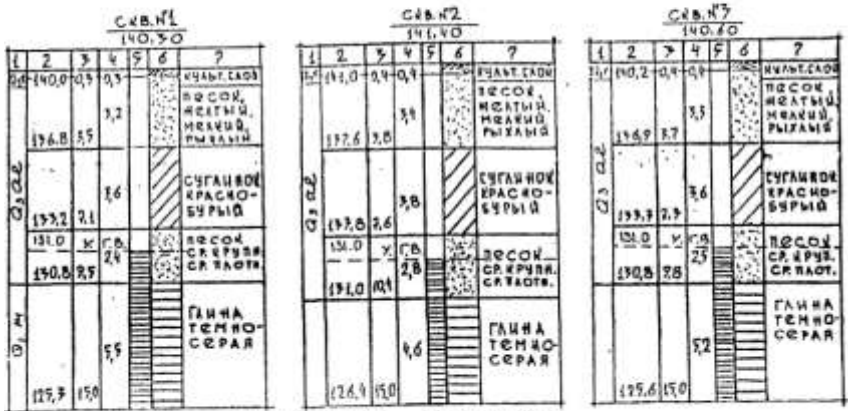 СКВ. №1
140.30
1 2 3 4 5 6 7
140,0 0,3 0,3 КУЛЬТ. СЛОЙ
3,2 ПЕСОК,
ЖЕЛТЫЙ,
МЕЛКИЙ,
136.8 3,5 РЫХЛЫЙ
3,6 СУГЛИНОК
КРАСНО-
133,2 7,1 БУРЫЙ
131.0 У. Г.В. ПЕСОК
2,4 СР. КРУПН.
130,8 9,5 СР. ПЛОТН.
5,5 ГЛИНА
ТЕМНО-
СЕРАЯ
125,3 15,0
СКВ. №2
141.40
1 2 3 4 5 6 7
141,0 0,4 0,4 КУЛЬТ. СЛОЙ
3,4 ПЕСОК,
ЖЕЛТЫЙ,
МЕЛКИЙ,
137,6 3,8 РЫХЛЫЙ
3,8 СУГЛИНОК
КРАСНО-
7,6 БУРЫЙ
131.0 У. Г.В. ПЕСОК
2,8 СР. КРУПН.
131,0 10,4 СР. ПЛОТН.
4,6 ГЛИНА
ТЕМНО-
СЕРАЯ
126,4 15,0
СКВ. №3
140.60
1 2 3 4 5 6 7
140,2 0,4 0,4 КУЛЬТ. СЛОЙ
3,3 ПЕСОК,
ЖЕЛТЫЙ,
МЕЛКИЙ,
136,9 3,7 РЫХЛЫЙ
3,6 СУГЛИНОК
КРАСНО-
133,3 7,3 БУРЫЙ
131.0 У. Г.В. ПЕСОК
2,5 СР. КРУП.
130,8 9,8 СР. ПЛОТ.
5,2 ГЛИНА
ТЕМНО-
СЕРАЯ
125,6 15,0